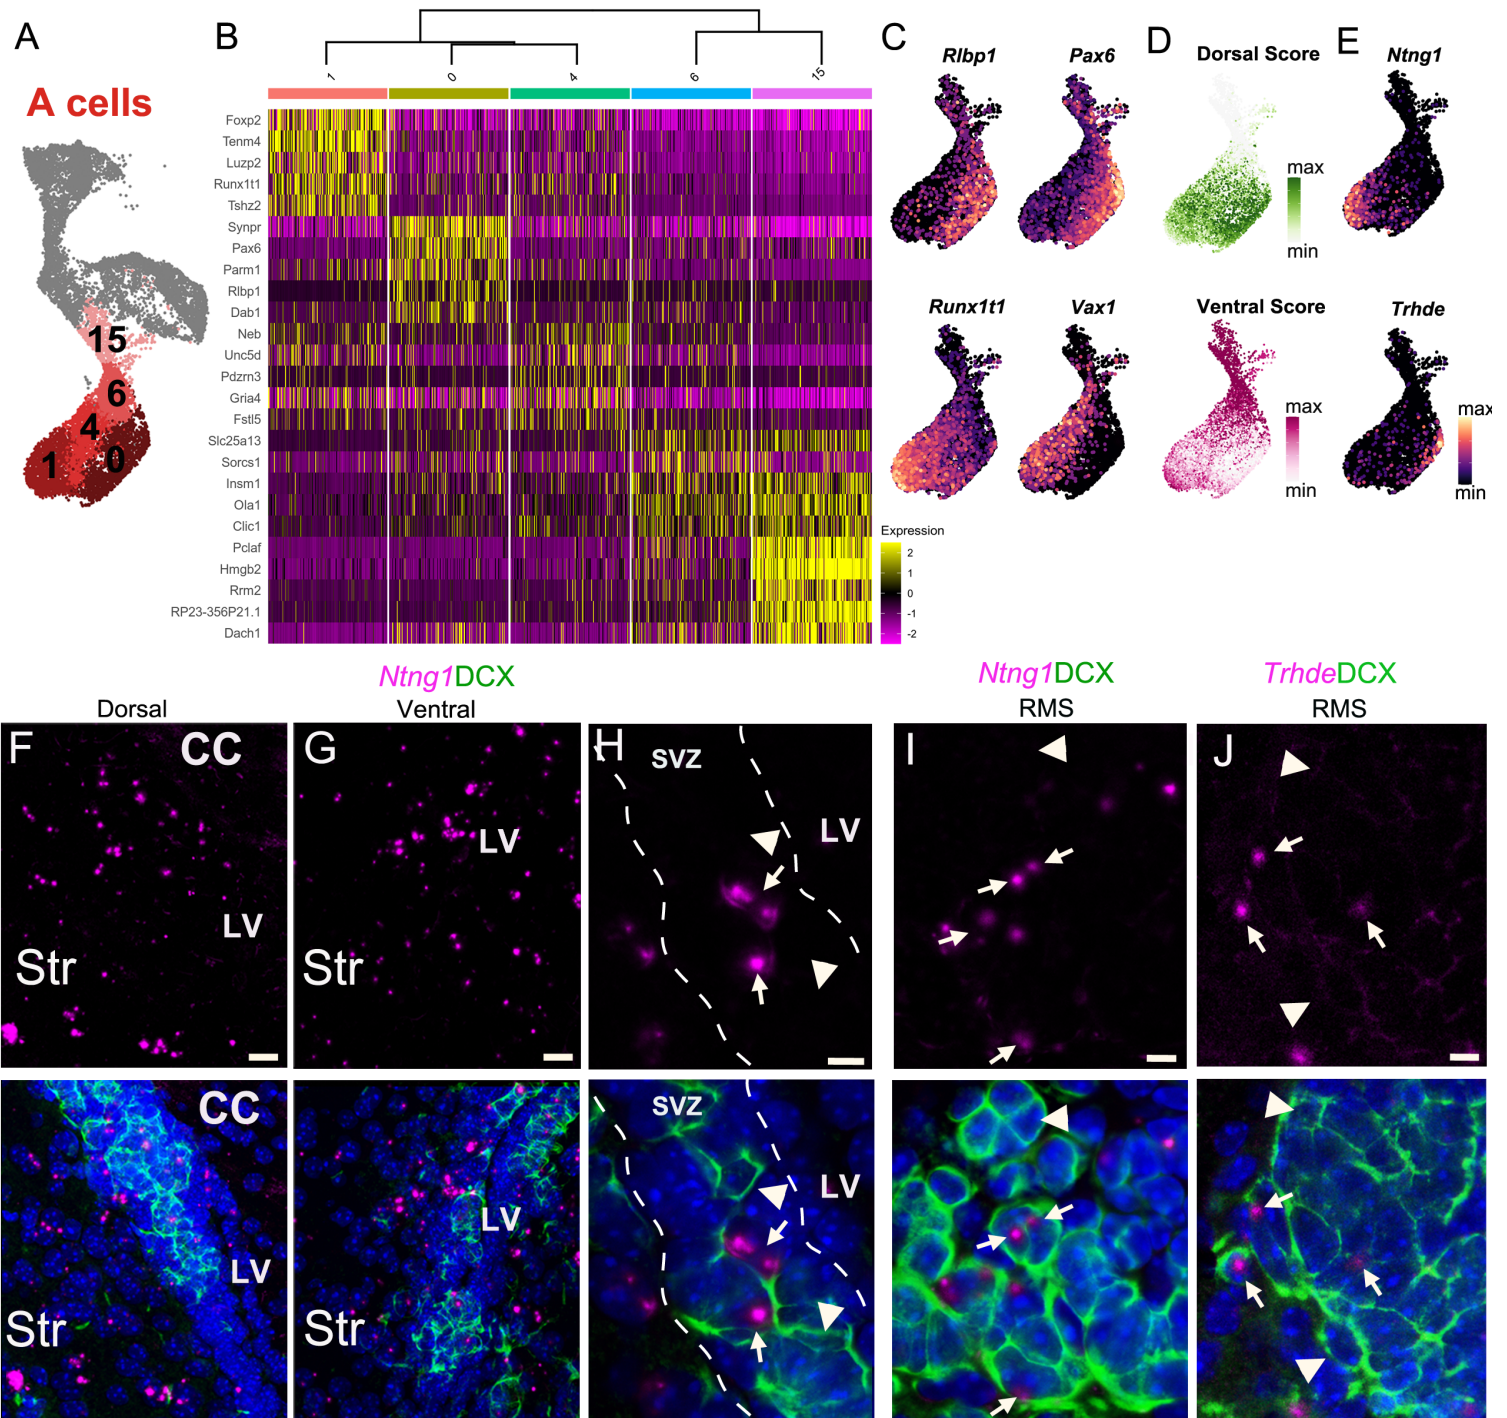 A
A cells
15
6
4
1
0
B
1
0
4
6
15
Foxp2
Tenm4
Luzp2
Runx1t1
Tshz2
Synpr
Pax6
Parm1
Rlbp1
Dab1
Neb
Unc5d
Pdzrn3
Gria4
Fstl5
Slc25a13
Sorcs1
Insm1
Ola1
Clic1
Pclaf
Hmgb2
Rrm2
RP23-356P21.1
Dach1
Expression
2
1
0
-1
-2
C
Rlbp1
Pax6
Runx1t1
Vax1
D
Dorsal Score
max
min
Ventral Score
max
min
E
Ntng1
Trhde
max
min
Ntng1DCX
Dorsal
Ventral
Ntng1DCX
RMS
TrhdeDCX
RMS
F
CC
LV
Str
G
LV
Str
H
SVZ
LV
I
J
CC
LV
Str
LV
Str
SVZ
LV